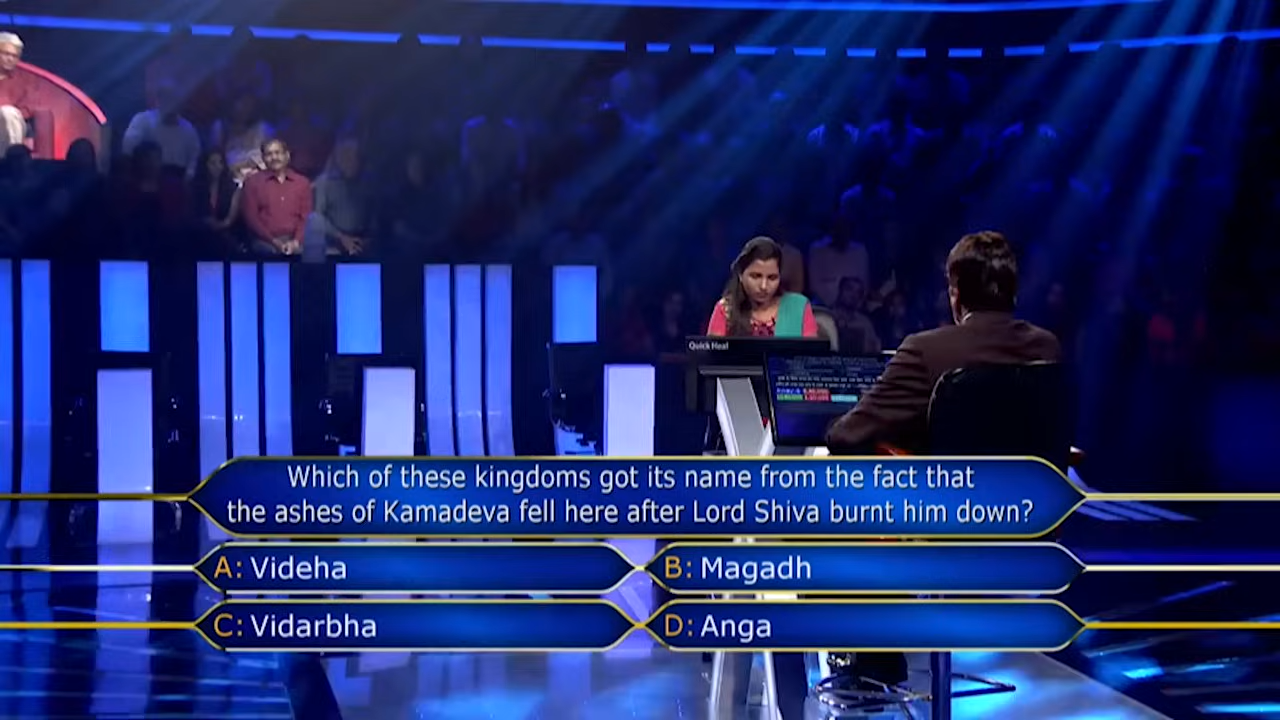 Quick Heal
Which of these kingdoms got its name from the fact that
the ashes of Kamadeva fell here after Lord Shiva burnt him down?
A: Videha
B: Magadh
C: Vidarbha
D: Anga